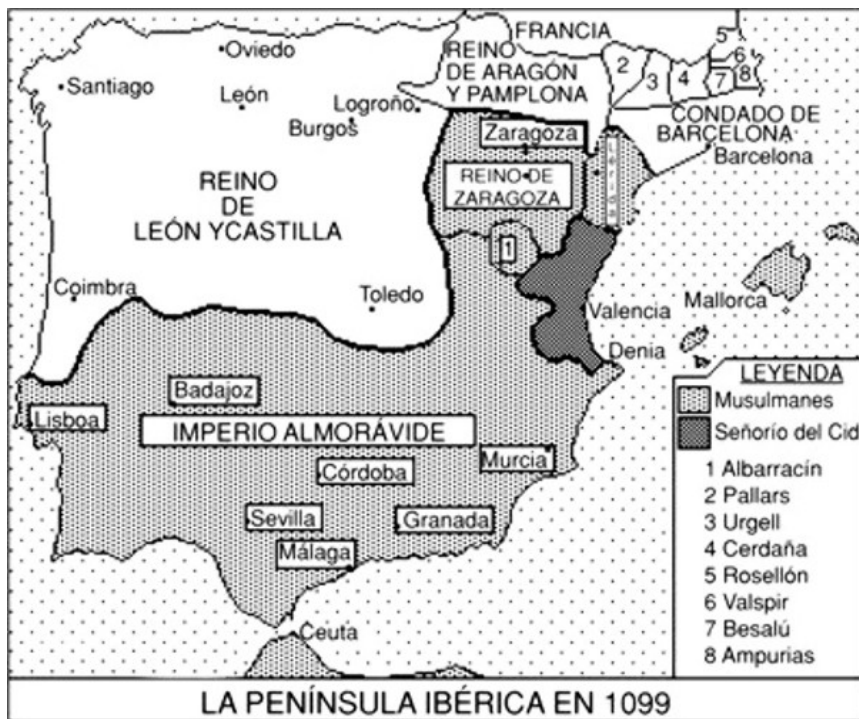 FRANCIA
5
Oviedo
REINO
DE ARAGÓN
Y PAMPLONA
2
3
4
6
7
8
Santiago
León
Logroño
Burgos
CONDADO DE
BARCELONA
Barcelona
Zaragoza
Lérida
REINO DE
ZARAGOZA
REINO
DE
LEÓN YCASTILLA
1
Coimbra
Toledo
Valencia
Mallorca
Denia
Badajoz
Lisboa
IMPERIO ALMORÁVIDE
Murcia
Córdoba
Sevilla
Granada
Málaga
Ceuta
LEYENDA
Musulmanes
Señorío del Cid
1 Albarracín
2 Pallars
3 Urgell
4 Cerdaña
5 Rosellón
6 Valspir
7 Besalú
8 Ampurias
LA PENÍNSULA IBÉRICA EN 1099